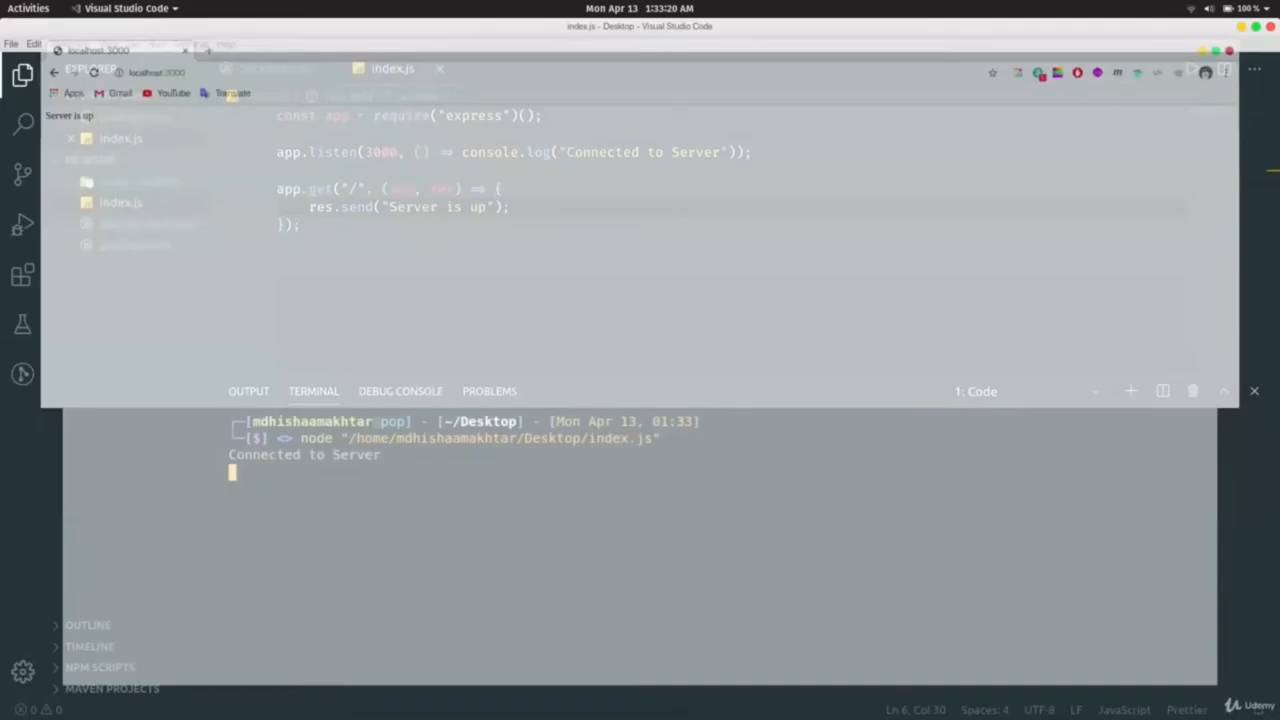 Activities
Visual Studio Code
Mon Apr 13 1:33:20 AM
100 %
index.js - Desktop - Visual Studio Code
File Edit
localhost:3000
EXPLORER
localhost:3000
index.js
Apps Gmail YouTube Translate
Server is up
const app = require("express")();
index.js
app.listen(3000, () => console.log("Connected to Server"));
app.get("/", (req, res) => {
index.js
res.send("Server is up");
});
OUTPUT TERMINAL DEBUG CONSOLE PROBLEMS
1: Code
[mdhishaamakhtar pop] - [~/Desktop] - [Mon Apr 13, 01:33]
[$] <> node "/home/mdhishaamakhtar/Desktop/index.js"
Connected to Server
OUTLINE
TIMELINE
NPM SCRIPTS
MAVEN PROJECTS
0 0
Ln 6, Col 30 Spaces: 4 UTF-8 LF JavaScript Prettier
Udemy